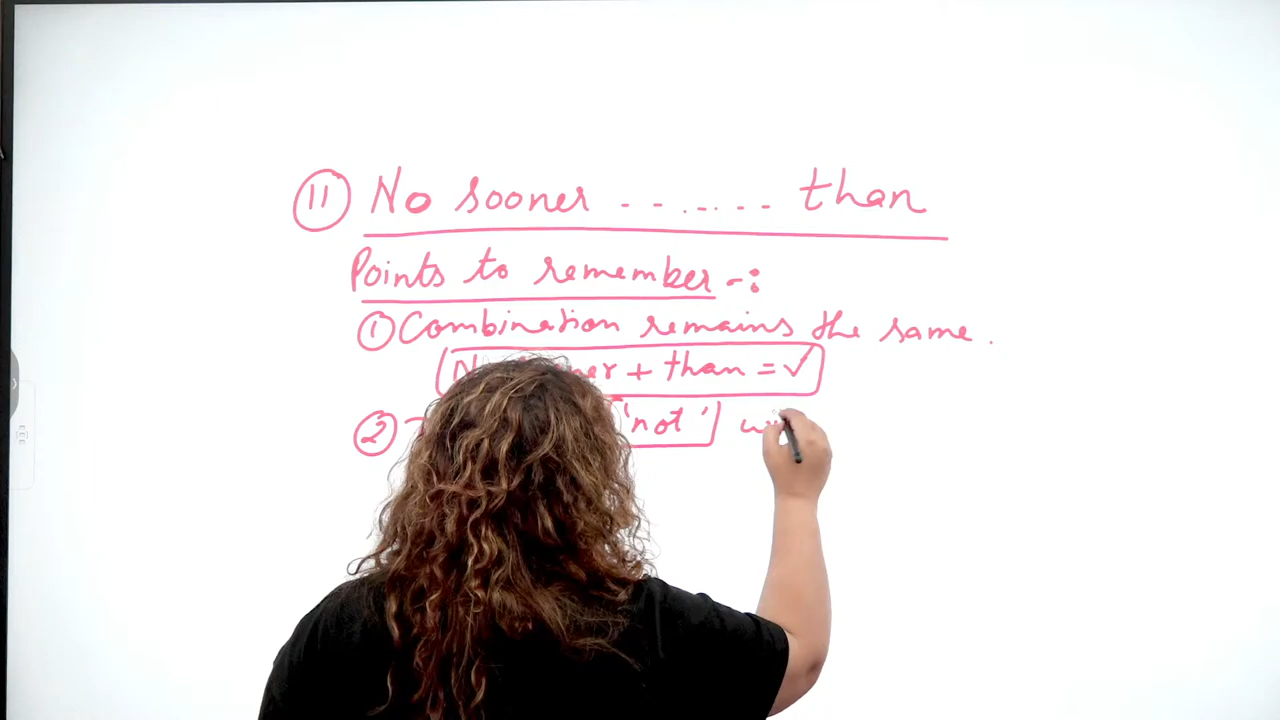 11 No sooner ....... than
Points to remember -:
1 Combination remains the same.
+ than = ✓
2 'not'